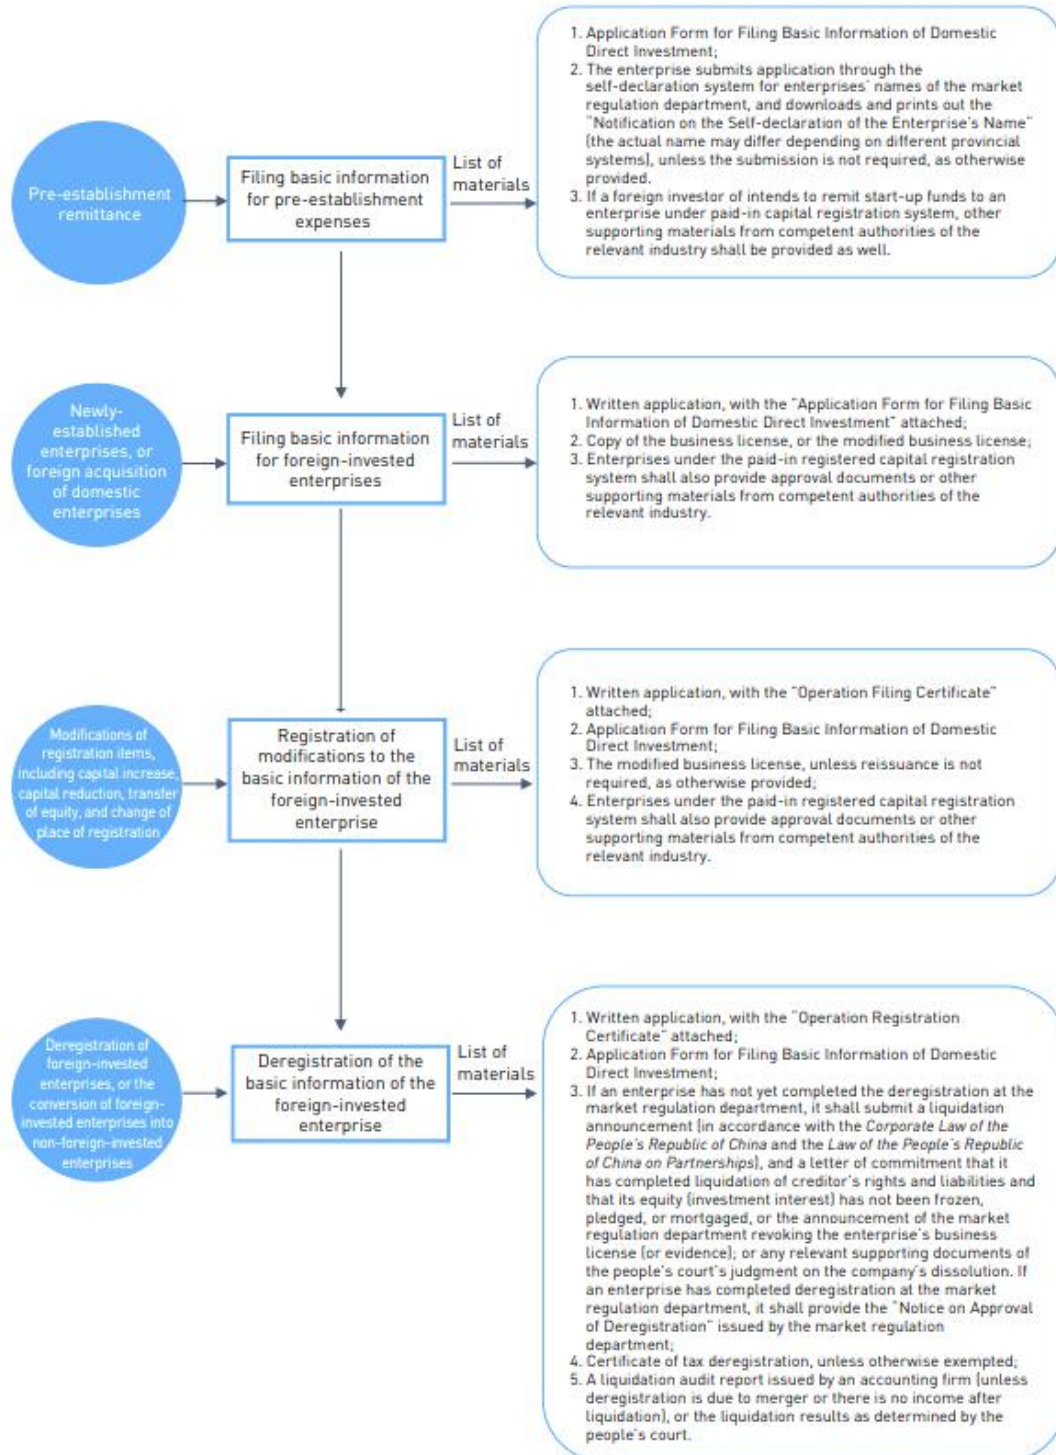 Pre-establishment
remittance
Filing basic information
for pre-establishment
expenses
List of
materials
1. Application Form for Filing Basic Information of Domestic
Direct Investment;
2. The enterprise submits application through the
self-declaration system for enterprises' names of the market
regulation department, and downloads and prints out the
"Notification on the Self-declaration of the Enterprise's Name"
(the actual name may differ depending on different provincial
systems), unless the submission is not required, as otherwise
provided.
3. If a foreign investor of intends to remit start-up funds to an
enterprise under paid-in capital registration system, other
supporting materials from competent authorities of the
relevant industry shall be provided as well.
Newly-
established
enterprises, or
foreign acquisition
of domestic
enterprises
Filing basic information
for foreign-invested
enterprises
List of
materials
1. Written application, with the "Application Form for Filing Basic
Information of Domestic Direct Investment" attached;
2. Copy of the business license, or the modified business license;
3. Enterprises under the paid-in registered capital registration
system shall also provide approval documents or other
supporting materials from competent authorities of the
relevant industry.
Modifications of
registration items,
including capital increase,
capital reduction, transfer
of equity, and change of
place of registration
Registration of
modifications to the
basic information of the
foreign-invested
enterprise
List of
materials
1. Written application, with the "Operation Filing Certificate"
attached;
2. Application Form for Filing Basic Information of Domestic
Direct Investment;
3. The modified business license, unless reissuance is not
required, as otherwise provided;
4. Enterprises under the paid-in registered capital registration
system shall also provide approval documents or other
supporting materials from competent authorities of the
relevant industry.
Deregistration of
foreign-invested
enterprises, or the
conversion of foreign-
invested enterprises into
non-foreign-invested
enterprises
Deregistration of the
basic information of the
foreign-invested
enterprise
List of
materials
1. Written application, with the "Operation Registration
Certificate" attached;
2. Application Form for Filing Basic Information of Domestic
Direct Investment;
3. If an enterprise has not yet completed the deregistration at the
market regulation department, it shall submit a liquidation
announcement (in accordance with the Corporate Law of the
People's Republic of China and the Law of the People's Republic
of China on Partnerships), and a letter of commitment that it
has completed liquidation of creditor's rights and liabilities and
that its equity (investment interest) has not been frozen,
pledged, or mortgaged, or the announcement of the market
regulation department revoking the enterprise's business
license (or evidence); or any relevant supporting documents of
the people's court's judgment on the company's dissolution. If
an enterprise has completed deregistration at the market
regulation department, it shall provide the "Notice on Approval
of Deregistration" issued by the market regulation
department;
4. Certificate of tax deregistration, unless otherwise exempted;
5. A liquidation audit report issued by an accounting firm (unless
deregistration is due to merger or there is no income after
liquidation), or the liquidation results as determined by the
people's court.